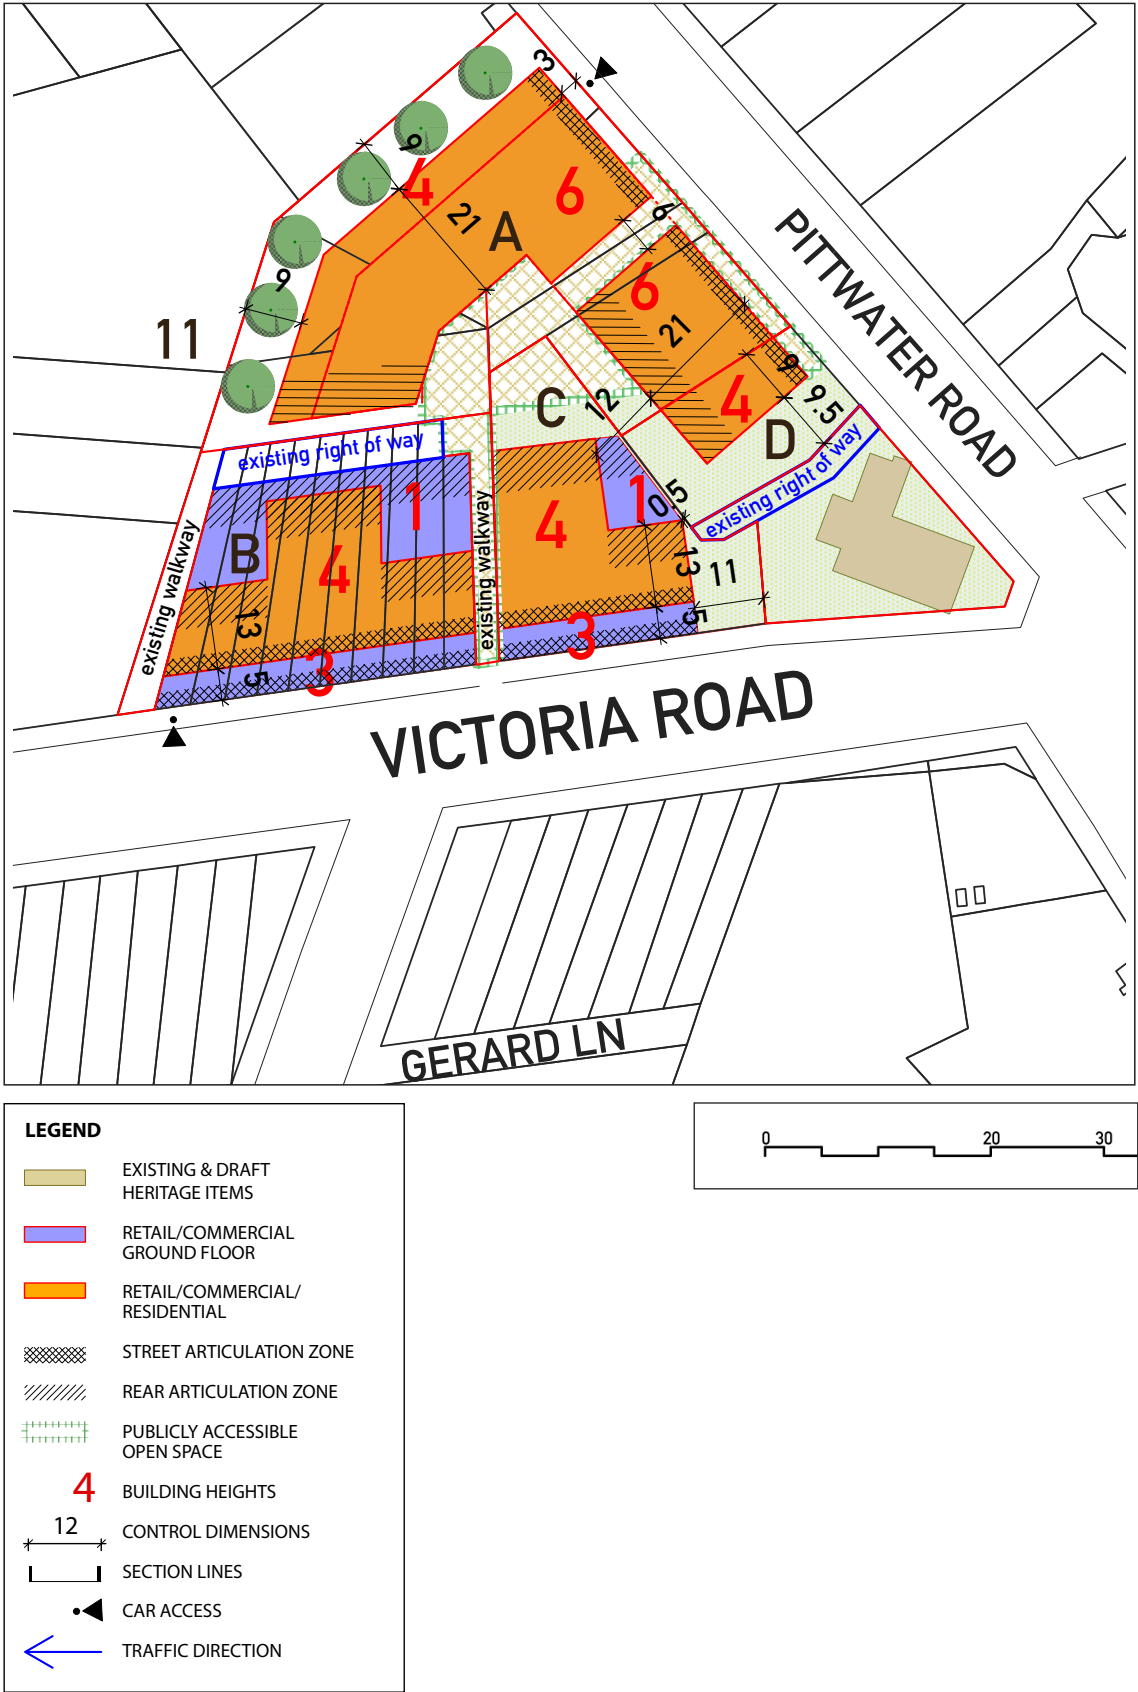 3
9
4
6
21
A
6
PITTWATER ROAD
9
11
6
21
9
4
9.5
C
12
D
existing right of way
existing right of way
1
1
0.5
B
4
4
existing walkway
existing walkway
13
11
13
5
3
3
5
VICTORIA ROAD
GERARD LN
LEGEND
EXISTING & DRAFT
HERITAGE ITEMS
RETAIL/COMMERCIAL
GROUND FLOOR
RETAIL/COMMERCIAL/
RESIDENTIAL
STREET ARTICULATION ZONE
REAR ARTICULATION ZONE
PUBLICLY ACCESSIBLE
OPEN SPACE
4
BUILDING HEIGHTS
12
CONTROL DIMENSIONS
SECTION LINES
CAR ACCESS
TRAFFIC DIRECTION
0 20 30